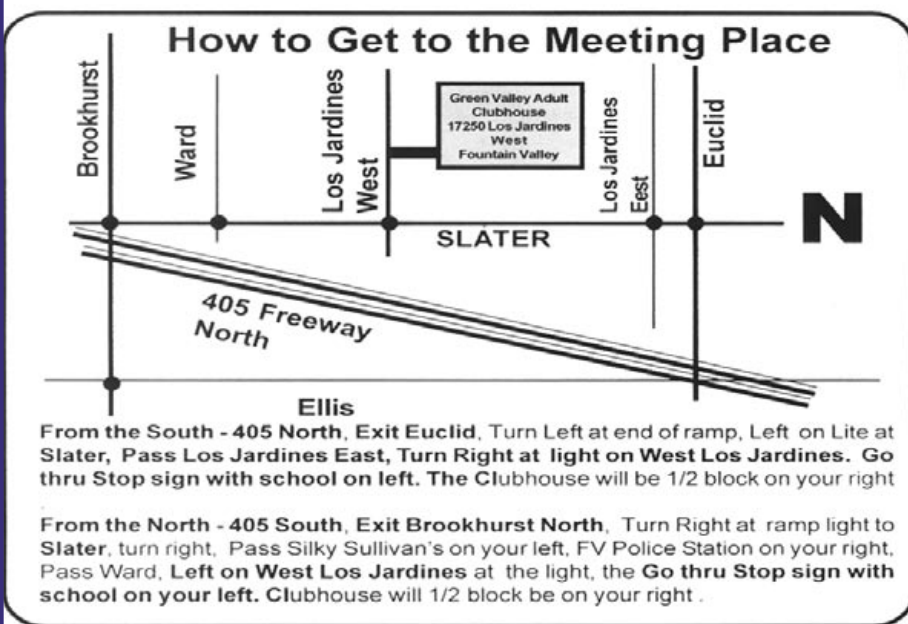 How to Get to the Meeting Place
Brookhurst
Ward
Los Jardines
West
Green Valley Adult
Clubhouse
17250 Los Jardines
West
Fountain Valley
Los Jardines
Eest
Euclid
N
SLATER
405 Freeway
North
Ellis
From the South - 405 North, Exit Euclid, Turn Left at end of ramp, Left on Lite at
Slater, Pass Los Jardines East, Turn Right at light on West Los Jardines. Go
thru Stop sign with school on left. The Clubhouse will be 1/2 block on your right
.
From the North - 405 South, Exit Brookhurst North, Turn Right at ramp light to
Slater, turn right, Pass Silky Sullivan's on your left, FV Police Station on your right,
Pass Ward, Left on West Los Jardines at the light, the Go thru Stop sign with
school on your left. Clubhouse will 1/2 block be on your right .